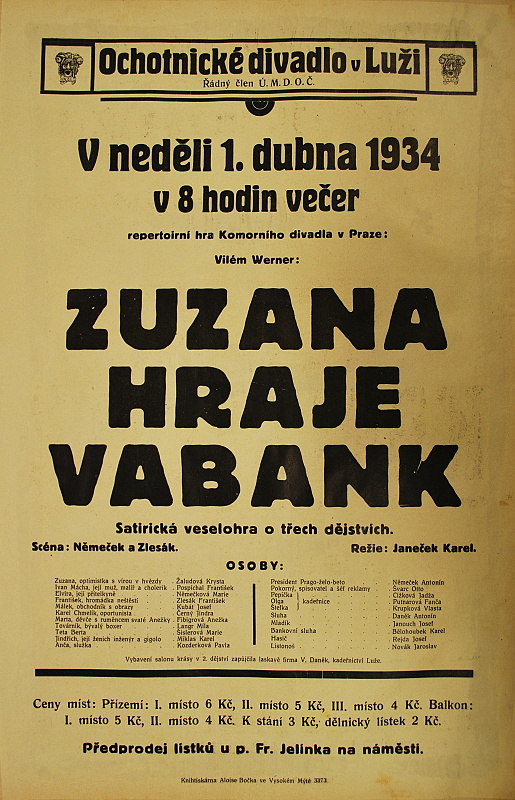 Ochotnické divadlo v Luži
Řádný člen Ú. M. D. O. Č.
V neděli 1. dubna 1934
v 8 hodin večer
repertoirní hra Komorního divadla v Praze:
Vilém Werner:
ZUZANA
HRAJE
VABANK
Satirická veselohra o třech dějstvích.
Scéna: Němeček a Zlesák. Režie: Janeček Karel.
OSOBY:
Zuzana, optimistka s vírou v hvězdy . Žaludová Krysta
Ivan Mácha, její muž, malíř a cholerik . Pospíchal František
Elvíra, její přítelkyně . Němečková Marie
František, hromádka neštěstí . Zlesák František
Málek, obchodník s obrazy . Kubát Josef
Karel Chmelík, oportunista . Černý Jindra
Marta, děvče s ruměncem svaté Anežky . Fibigrová Anežka
Továrník, bývalý boxer . Langr Míla
Teta Berta . Šislerová Marie
Jindřich, její ženich inženýr a gigolo . Miklas Karel
Anča, služka . Kozderková Pavla
President Prago-želo-beto . Němeček Antonín
Pokorný, spisovatel a šéf reklamy . Švarc Otto
Pepička
Olga
Stelka
kadeřnice
Ožková Jadža
Putnarová Fanča
Krupková Vlasta
Sluha . Daněk Antonín
Mladík . Janouch Josef
Bankovní sluha . Bělohoubek Karel
Hasič . Rejda Josef
Listonoš . Novák Jaroslav
Vybavení salonu krásy v 2. dějství zapůjčila laskavě firma V. Daněk, kadeřnictví Luže.
Ceny míst: Přízemí: I. místo 6 Kč, II. místo 5 Kč, III. místo 4 Kč. Balkon:
I. místo 5 Kč, II. místo 4 Kč. K stání 3 Kč, dělnický lístek 2 Kč.
Předprodej lístků u p. Fr. Jelínka na náměstí.
Knihtiskárna Aloise Bočka ve Vysokém Mýtě 3373.